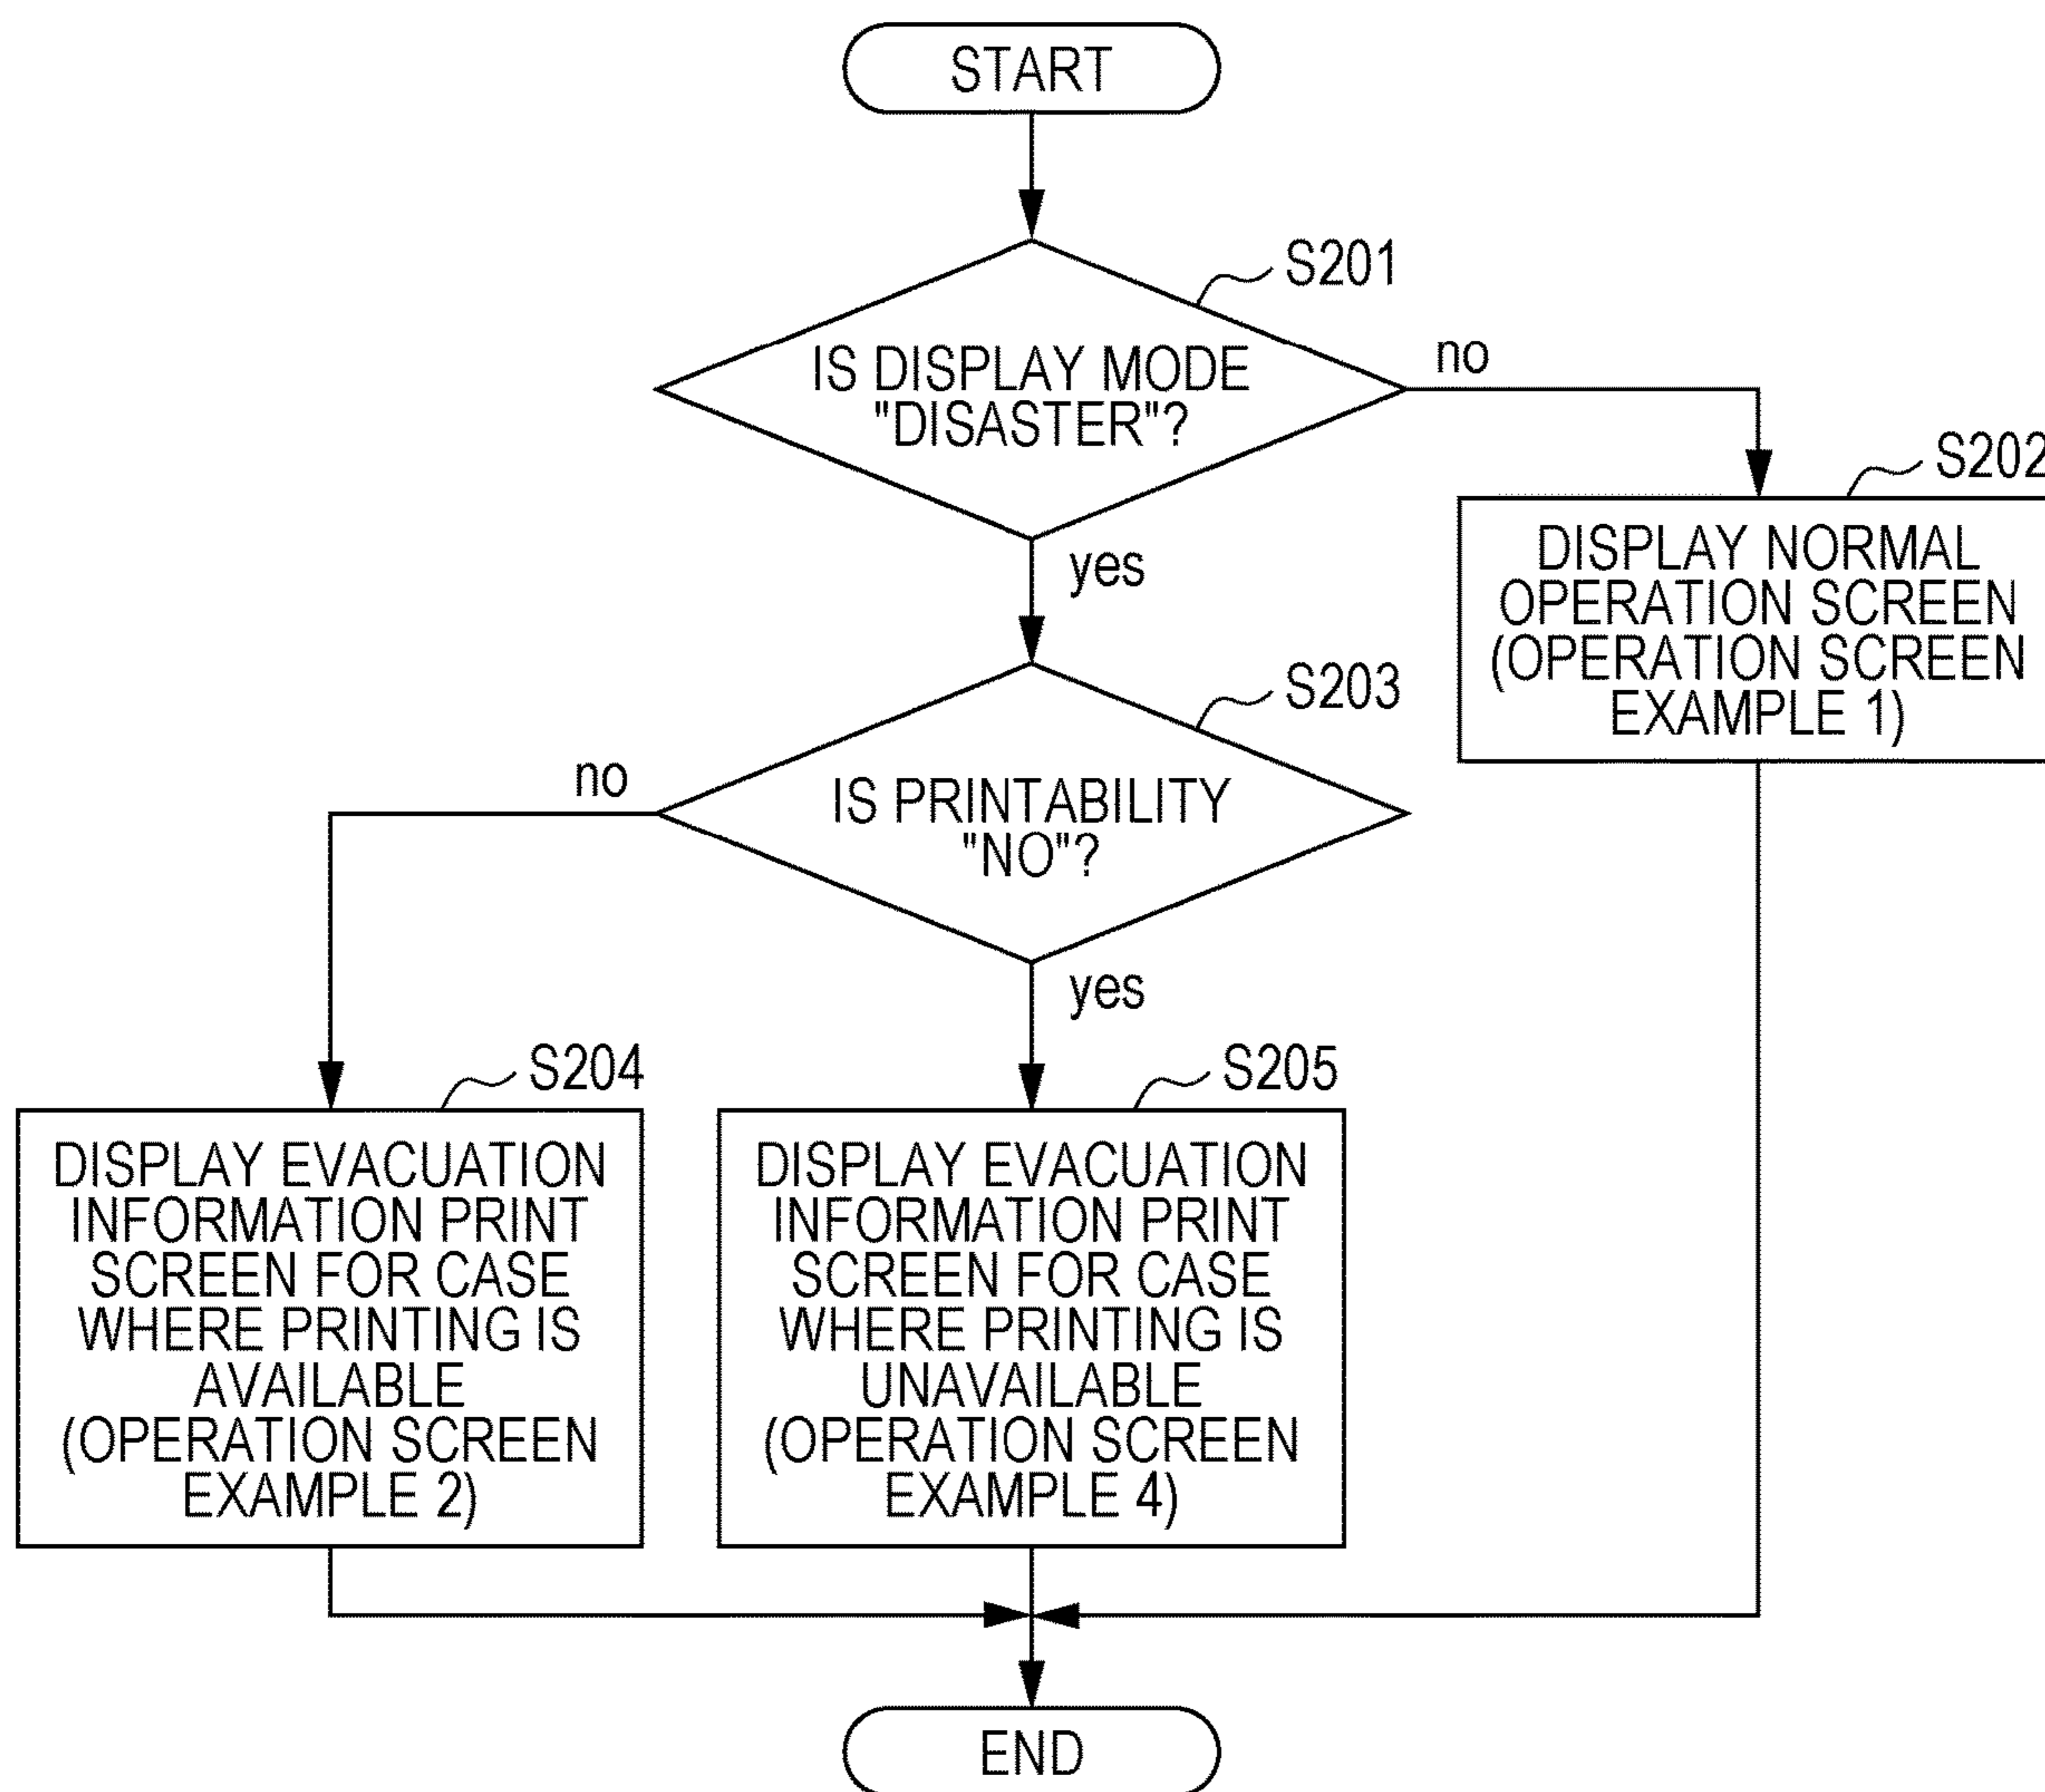 START
S201
IS DISPLAY MODE
"DISASTER"?
no
yes
S202
DISPLAY NORMAL
OPERATION SCREEN
(OPERATION SCREEN
EXAMPLE 1)
S203
IS PRINTABILITY
"NO"?
no
yes
S204
DISPLAY EVACUATION
INFORMATION PRINT
SCREEN FOR CASE
WHERE PRINTING IS
AVAILABLE
(OPERATION SCREEN
EXAMPLE 2)
S205
DISPLAY EVACUATION
INFORMATION PRINT
SCREEN FOR CASE
WHERE PRINTING IS
UNAVAILABLE
(OPERATION SCREEN
EXAMPLE 4)
END